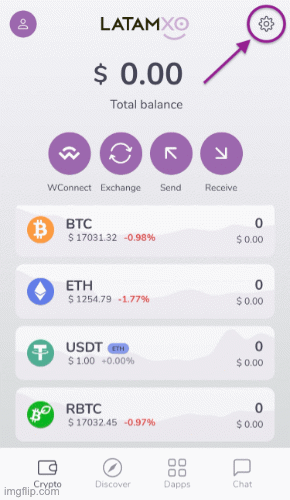 LATAMXO
$ 0.00
Total balance
WConnect Exchange Send Receive
BTC 0
$ 17031.32 -0.98% $ 0.00
ETH 0
$ 1254.79 -1.77% $ 0.00
USDT ETH 0
$ 1.00 +0.00% $ 0.00
RBTC 0
$ 17032.45 -0.97% $ 0.00
Crypto Discover Dapps Chat
imgflip.com